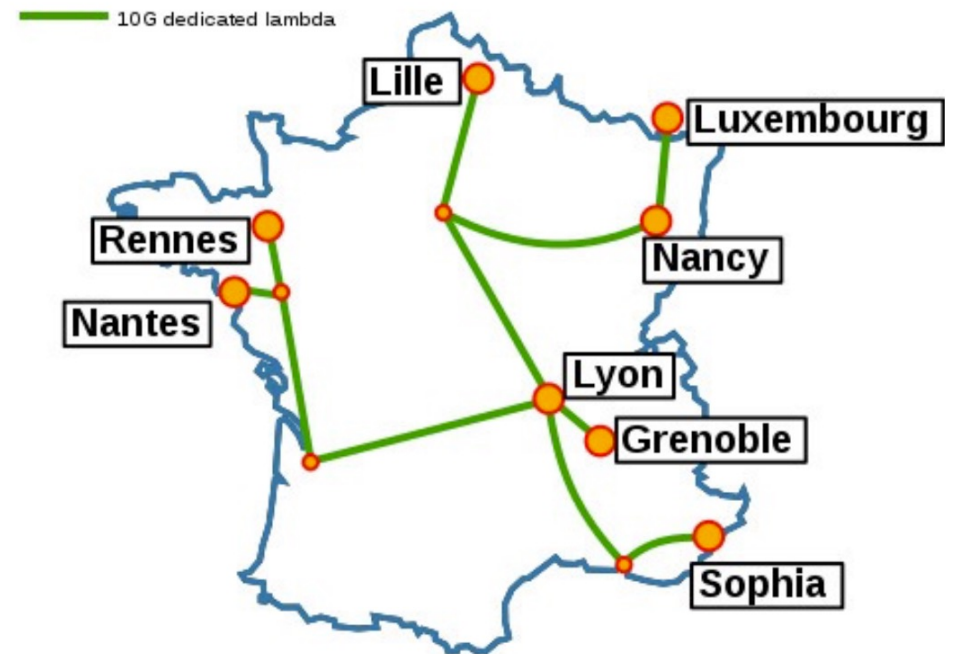 10G dedicated lambda
Lille
Luxembourg
Rennes
Nancy
Nantes
Lyon
Grenoble
Sophia